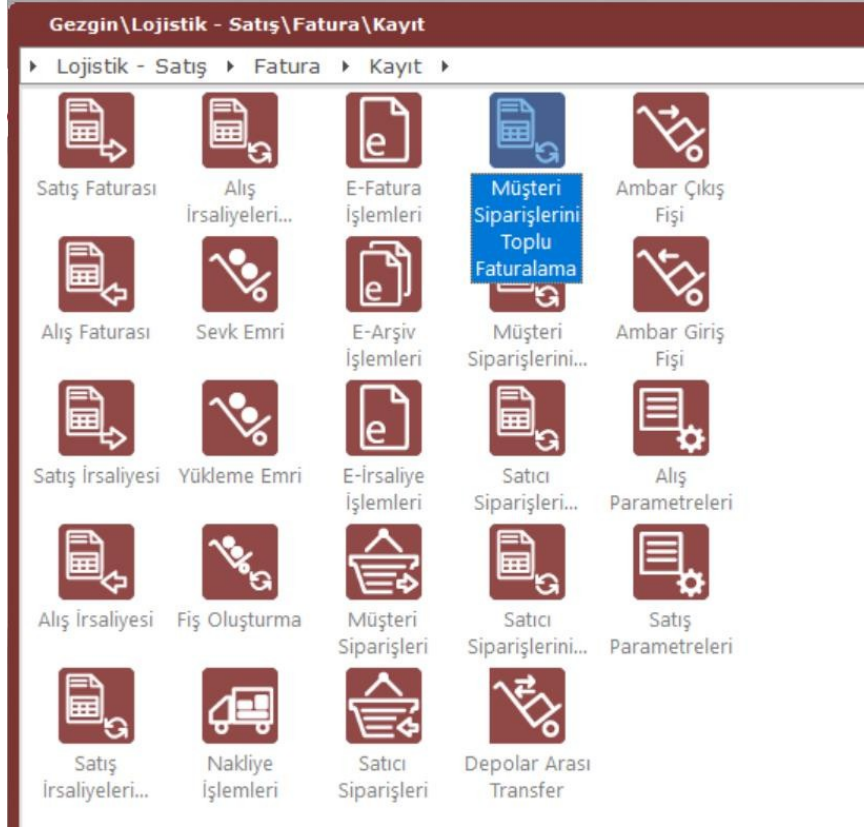 Gezgin\Lojistik - Satış\Fatura\Kayıt
Lojistik - Satış Fatura Kayıt
Satış Faturası
Alış
İrsaliyeleri...
E-Fatura
İşlemleri
Müşteri
Siparişlerini
Toplu
Faturalama
Ambar Çıkış
Fişi
Alış Faturası
Sevk Emri
E-Arşiv
İşlemleri
Müşteri
Siparişlerini...
Ambar Giriş
Fişi
Satış İrsaliyesi
Yükleme Emri
E-İrsaliye
İşlemleri
Satıcı
Siparişleri...
Alış
Parametreleri
Alış İrsaliyesi
Fiş Oluşturma
Müşteri
Siparişleri
Satıcı
Siparişlerini...
Satış
Parametreleri
Satış
İrsaliyeleri...
Nakliye
İşlemleri
Satıcı
Siparişleri
Depolar Arası
Transfer